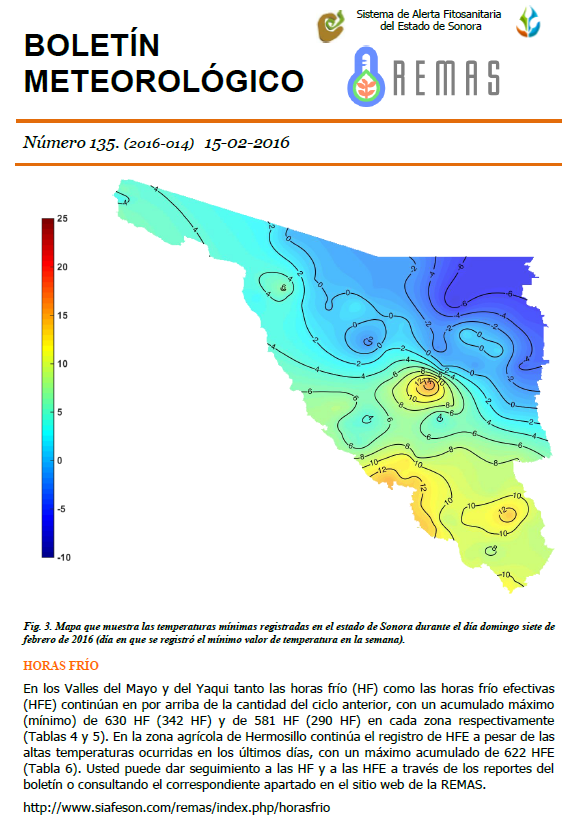 Sistema de Alerta Fitosanitaria
del Estado de Sonora
BOLETÍN
METEOROLÓGICO
REMAS
Número 135. (2016-014) 15-02-2016
25
20
15
10
5
0
-5
-10
Fig. 3. Mapa que muestra las temperaturas mínimas registradas en el estado de Sonora durante el día domingo siete de
febrero de 2016 (día en que se registró el mínimo valor de temperatura en la semana).
HORAS FRÍO
En los Valles del Mayo y del Yaqui tanto las horas frío (HF) como las horas frío efectivas
(HFE) continúan en por arriba de la cantidad del ciclo anterior, con un acumulado máximo
(mínimo) de 630 HF (342 HF) y de 581 HF (290 HF) en cada zona respectivamente
(Tablas 4 y 5). En la zona agrícola de Hermosillo continúa el registro de HFE a pesar de las
altas temperaturas ocurridas en los últimos días, con un máximo acumulado de 622 HFE
(Tabla 6). Usted puede dar seguimiento a las HF y a las HFE a través de los reportes del
boletín o consultando el correspondiente apartado en el sitio web de la REMAS.
http://www.siafeson.com/remas/index.php/horasfrio